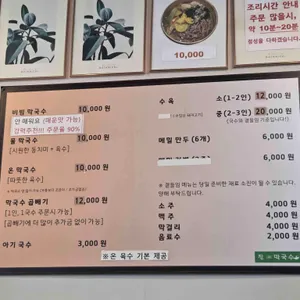 조리시간 안내
주문 않을시,
약 10분~20분
10,000
비빔 막국수 10,000 원
안 매워요 (매운맛 가능)
강력추천!! 주문율 90%
물 막국수 10,000 원
[시원한 동치미 + 육수]
온 막국수 10,000 원
[따뜻한 육수]
막국수 곱빼기 12,000 원
[1인, 1국수 주문시 가능]
[곱빼기에 더 많이 추가금 없이 가능]
아기 국수 3,000 원
수 육 소(1-2인) 12,000 원
중(2-3인) 20,000 원
메밀 만두 (6개) 6,000 원
6,000 원
소 주 4,000 원
맥 주 4,000 원
막걸리 4,000 원
음료수 2,000 원
※온 육수 기본 제공
막국수